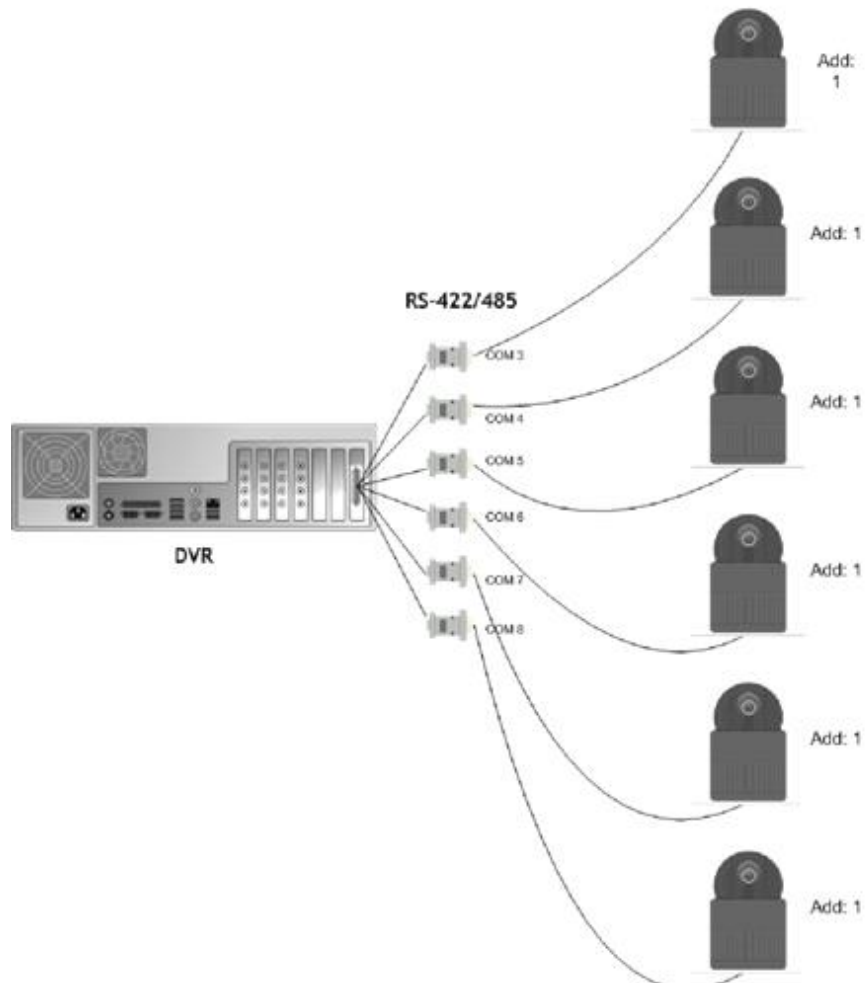 Add:
1
Add: 1
RS-422/485
COM 3
Add: 1
COM 4
COM 5
COM 6
DVR
Add: 1
COM 7
COM 8
Add: 1
Add: 1